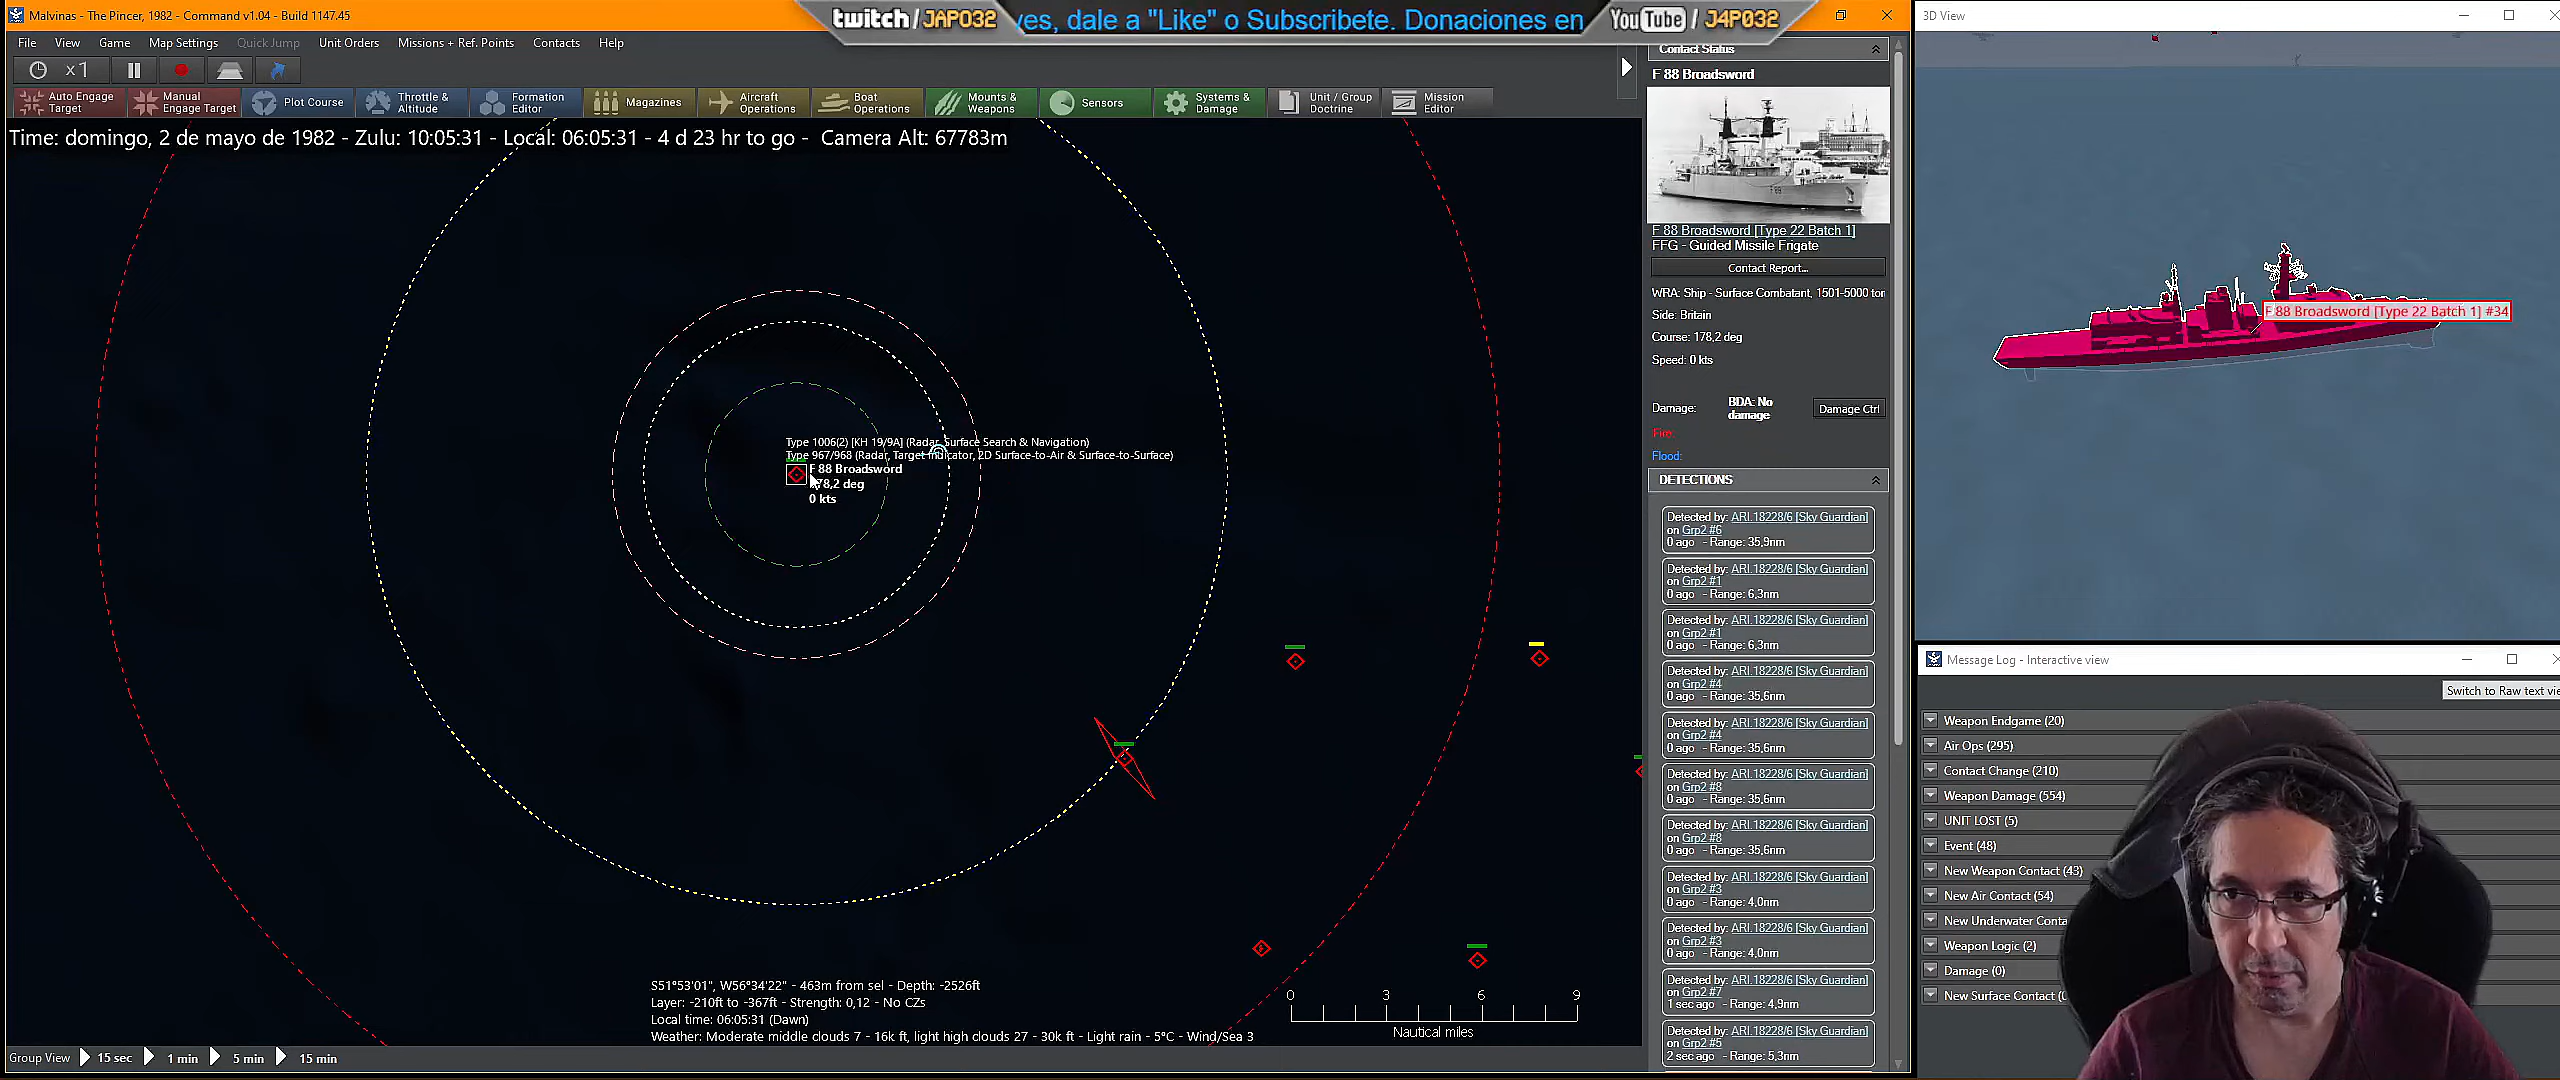 Malvinas - The Pincer, 1982 - Command v1.04 - Build 1147.45
twitch / JAPO32
ves, dale a "Like" o Subscribete. Donaciones en
YouTube / J4P032
File View Game Map Settings Quick Jump Unit Orders Missions + Ref. Points Contacts Help
x1
Auto Engage Target
Manual Engage Target
Plot Course
Throttle & Altitude
Formation Editor
Magazines
Aircraft Operations
Boat Operations
Mounts & Weapons
Sensors
Systems & Damage
Unit / Group Doctrine
Mission Editor
Time: domingo, 2 de mayo de 1982 - Zulu: 10:05:31 - Local: 06:05:31 - 4 d 23 hr to go - Camera Alt: 67783m
Type 1006(2) [KH 19/9A] (Radar, Surface Search & Navigation)
Type 967/968 (Radar, Target Indicator, 2D Surface-to-Air & Surface-to-Surface)
F 88 Broadsword
78,2 deg
0 kts
S51°53'01", W56°34'22" - 463m from sel - Depth: -2526ft
Layer: -210ft to -367ft - Strength: 0,12 - No CZs
Local time: 06:05:31 (Dawn)
Weather: Moderate middle clouds 7 - 16k ft, light high clouds 27 - 30k ft - Light rain - 5°C - Wind/Sea 3
0 3 6 9
Nautical miles
Group View 15 sec 1 min 5 min 15 min
Contact Status
F 88 Broadsword
F 88 Broadsword [Type 22 Batch 1]
FFG - Guided Missile Frigate
Contact Report...
WRA: Ship - Surface Combatant, 1501-5000 ton
Side: Britain
Course: 178,2 deg
Speed: 0 kts
Damage: BDA: No damage Damage Ctrl
Fire:
Flood:
DETECTIONS
Detected by: ARI.18228/6 [Sky Guardian]
on Grp2 #6
0 ago - Range: 35,9nm
Detected by: ARI.18228/6 [Sky Guardian]
on Grp2 #1
0 ago - Range: 6,3nm
Detected by: ARI.18228/6 [Sky Guardian]
on Grp2 #1
0 ago - Range: 6,3nm
Detected by: ARI.18228/6 [Sky Guardian]
on Grp2 #4
0 ago - Range: 35,6nm
Detected by: ARI.18228/6 [Sky Guardian]
on Grp2 #4
0 ago - Range: 35,6nm
Detected by: ARI.18228/6 [Sky Guardian]
on Grp2 #8
0 ago - Range: 35,6nm
Detected by: ARI.18228/6 [Sky Guardian]
on Grp2 #8
0 ago - Range: 35,6nm
Detected by: ARI.18228/6 [Sky Guardian]
on Grp2 #3
0 ago - Range: 4,0nm
Detected by: ARI.18228/6 [Sky Guardian]
on Grp2 #3
0 ago - Range: 4,0nm
Detected by: ARI.18228/6 [Sky Guardian]
on Grp2 #7
1 sec ago - Range: 4,9nm
Detected by: ARI.18228/6 [Sky Guardian]
on Grp2 #5
2 sec ago - Range: 5,3nm
3D View
F 88 Broadsword [Type 22 Batch 1] #34
Message Log - Interactive view
Switch to Raw text vie
Weapon Endgame (20)
Air Ops (295)
Contact Change (210)
Weapon Damage (554)
UNIT LOST (5)
Event (48)
New Weapon Contact (43)
New Air Contact (54)
New Underwater Conta
Weapon Logic (2)
Damage (0)
New Surface Contact (